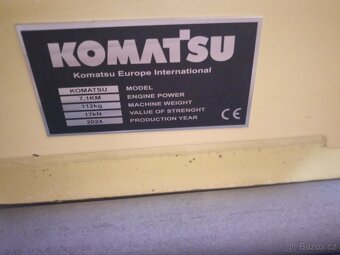 KOMATSU
Komatsu Europe International
KOMATSU MODEL
7,1KM ENGINE POWER
112kg MACHINE WEIGHT
17kN VALUE OF STRENGHT
2024 PRODUCTION YEAR
CE
© Bazos.cz